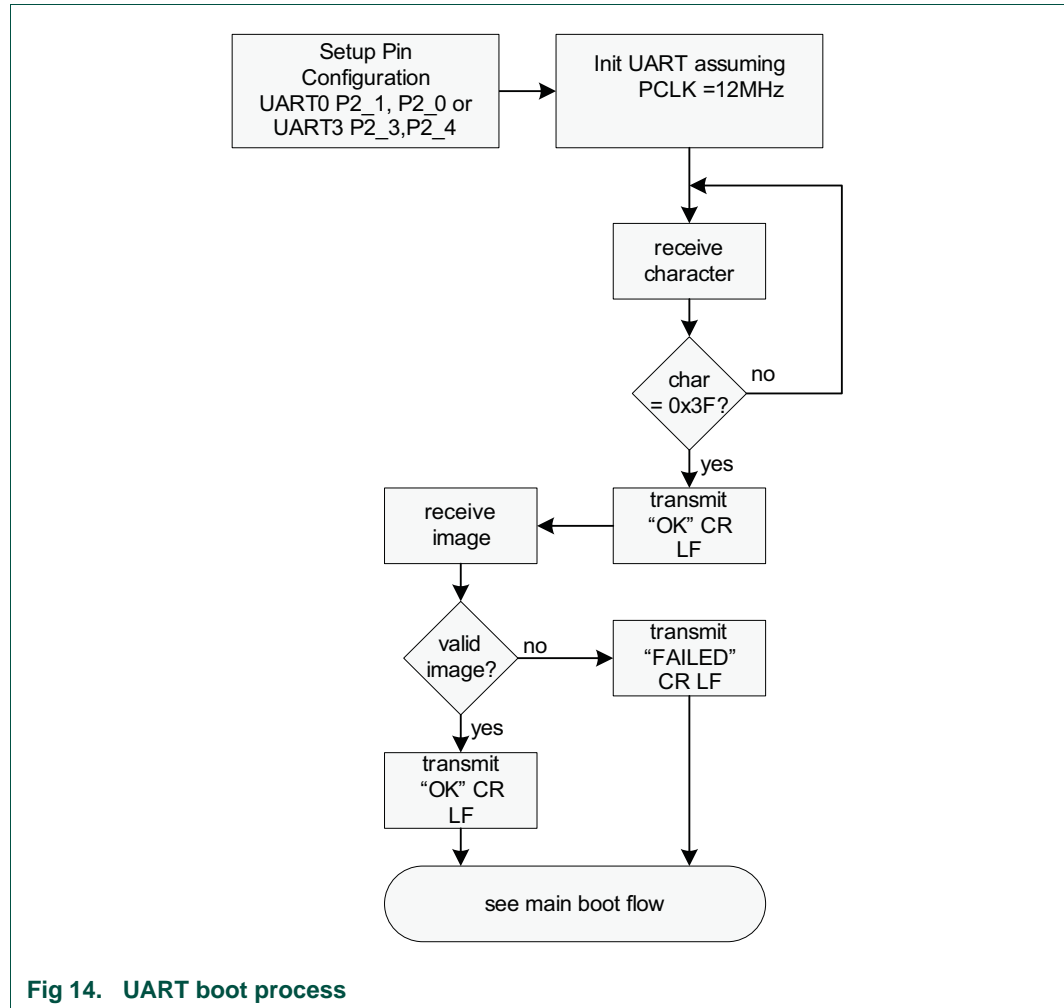 Setup Pin
Configuration
UART0 P2_1, P2_0 or
UART3 P2_3,P2_4
Init UART assuming
PCLK =12MHz
receive
character
char
= 0x3F?
no
yes
transmit
“OK” CR
LF
receive
image
valid
image?
no
transmit
“FAILED”
CR LF
yes
transmit
“OK” CR
LF
see main boot flow
Fig 14. UART boot process